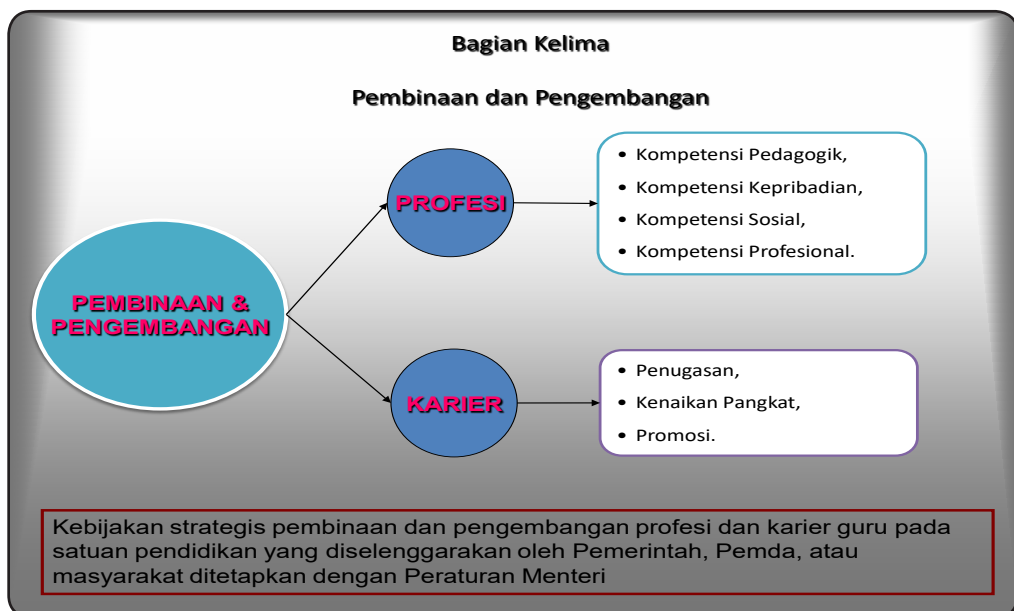 Bagian Kelima
Pembinaan dan Pengembangan
PEMBINAAN &
PENGEMBANGAN
PROFESI
• Kompetensi Pedagogik,
• Kompetensi Kepribadian,
• Kompetensi Sosial,
• Kompetensi Profesional.
KARIER
• Penugasan,
• Kenaikan Pangkat,
• Promosi.
Kebijakan strategis pembinaan dan pengembangan profesi dan karier guru pada
satuan pendidikan yang diselenggarakan oleh Pemerintah, Pemda, atau
masyarakat ditetapkan dengan Peraturan Menteri